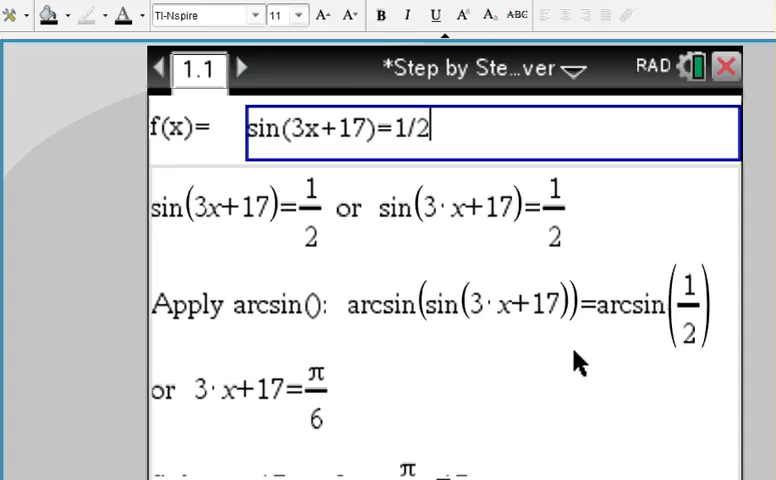 TI-Nspire 11 A A B I U A A ABC
1.1 *Step by Ste...ver RAD
f(x)= sin(3x+17)=1/2
sin(3x+17)=1/2 or sin(3·x+17)=1/2
Apply arcsin(): arcsin(sin(3·x+17))=arcsin(1/2)
or 3·x+17=π/6
π